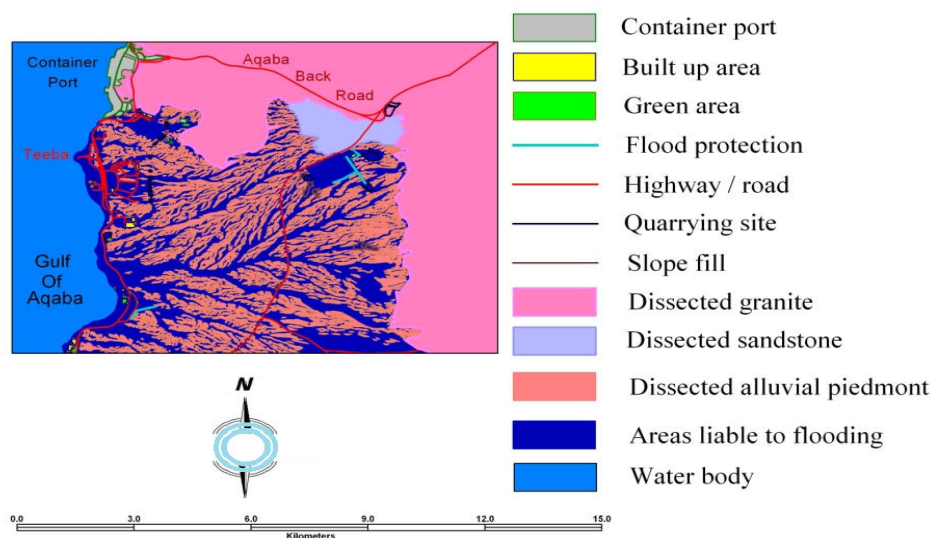 Container
Port
Aqaba
Back
Road
Teeba
Gulf
Of
Aqaba
Container port
Built up area
Green area
Flood protection
Highway / road
Quarrying site
Slope fill
Dissected granite
Dissected sandstone
Dissected alluvial piedmont
Areas liable to flooding
Water body
N
0.0 3.0 6.0 9.0 12.0 15.0
Kilometers